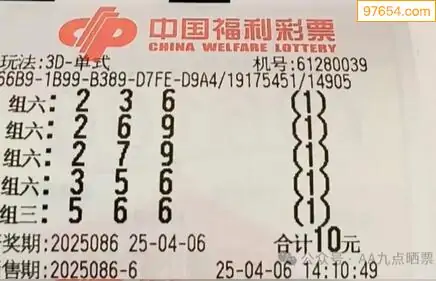 97654.com
中国福利彩票
CHINA WELFARE LOTTERY
玩法:3D-单式 机号:61280039
66B9-1B99-B389-D7FE-D9A4/19175451/14905
组六: 2 3 6 (1)
组六: 2 6 9 (1)
组六: 2 7 9 (1)
组六: 3 5 6 (1)
组三: 5 6 6 (1)
奖期:2025086 25-04-06 合计10元
公众号·AA九点晒票
售期:2025086-6 25-04-06 14:10:49